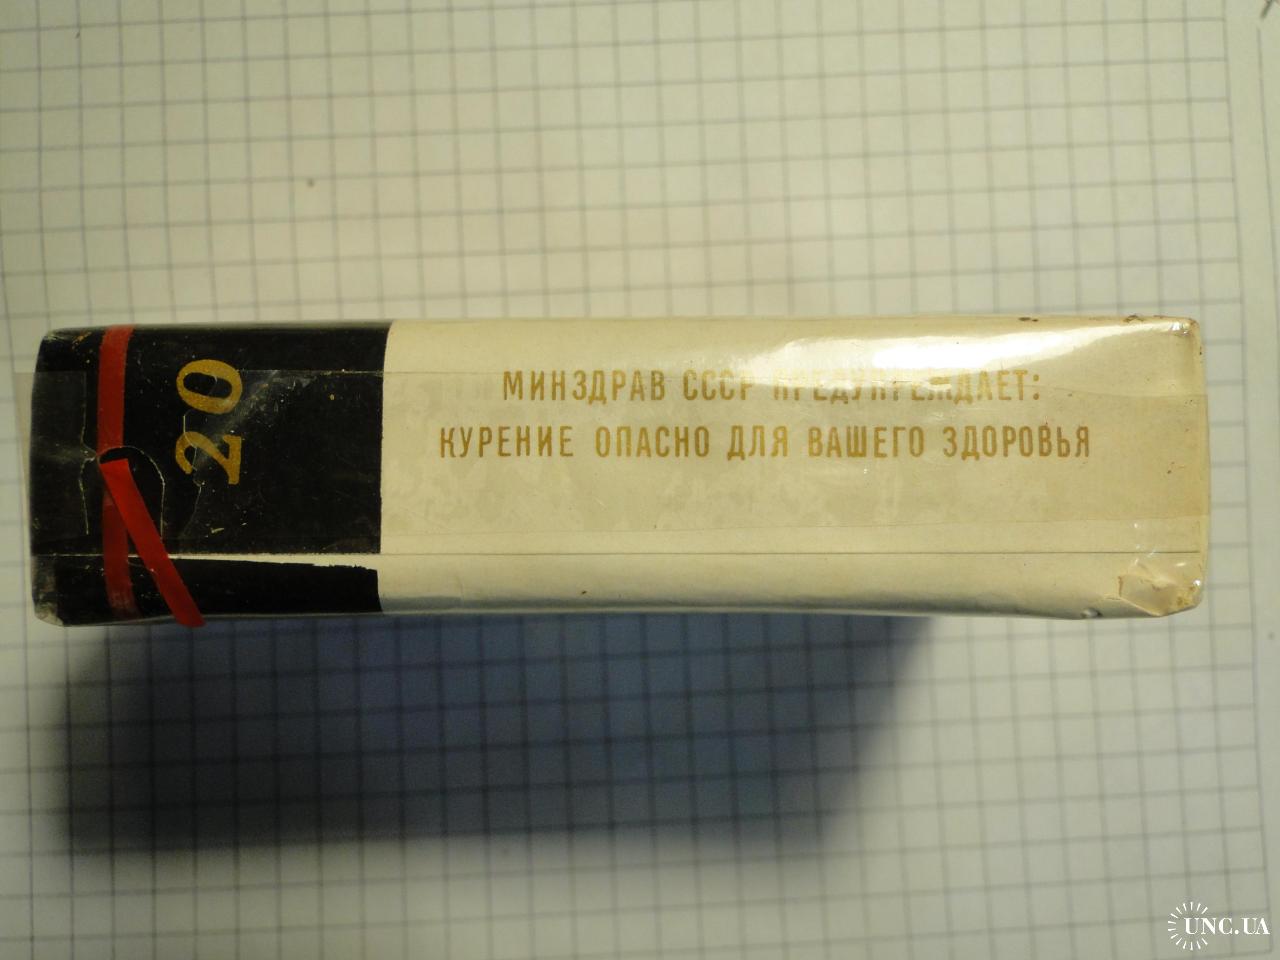 20
МИНЗДРАВ СССР ПРЕДУПРЕЖДАЕТ:
КУРЕНИЕ ОПАСНО ДЛЯ ВАШЕГО ЗДОРОВЬЯ
UNC.UA